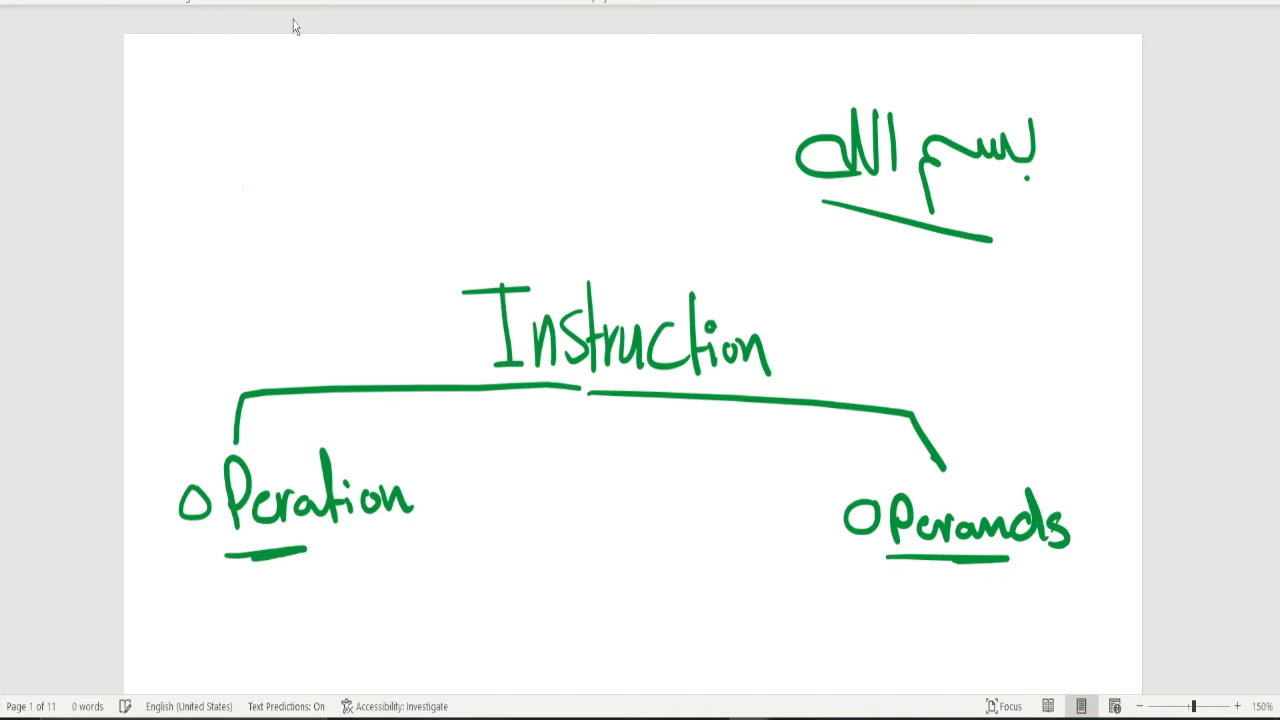 بسم الله
Instruction
Operation
Operands
Page 1 of 11 0 words English (United States) Text Predictions: On Accessibility: Investigate Focus 150%